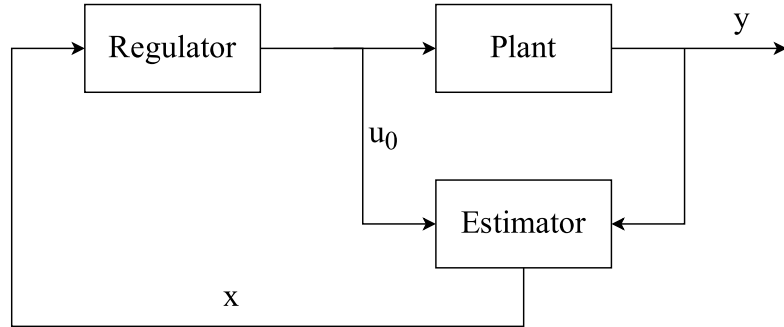 y
Regulator
Plant
u₀
Estimator
x